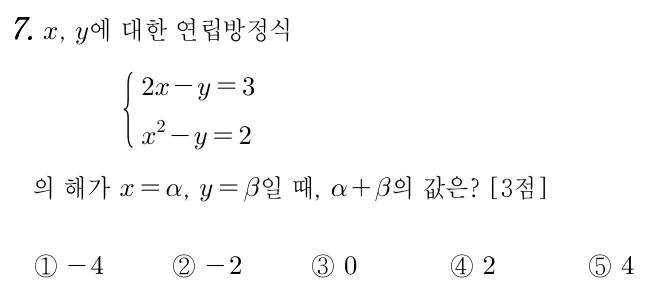 7. x, y에 대한 연립방정식
2x－y＝3
x²－y＝2
의 해가 x＝α, y＝β일 때, α＋β의 값은? [3점]
① －4 ② －2 ③ 0 ④ 2 ⑤ 4